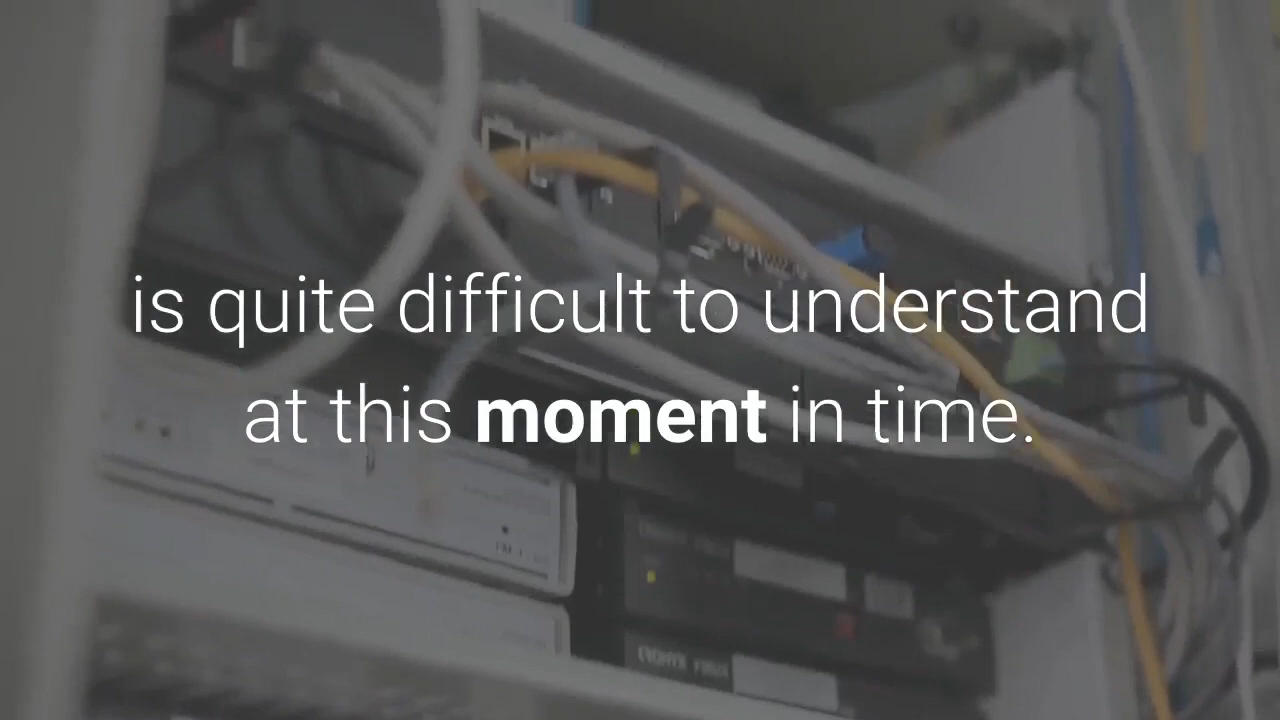 is quite difficult to understand
at this moment in time.